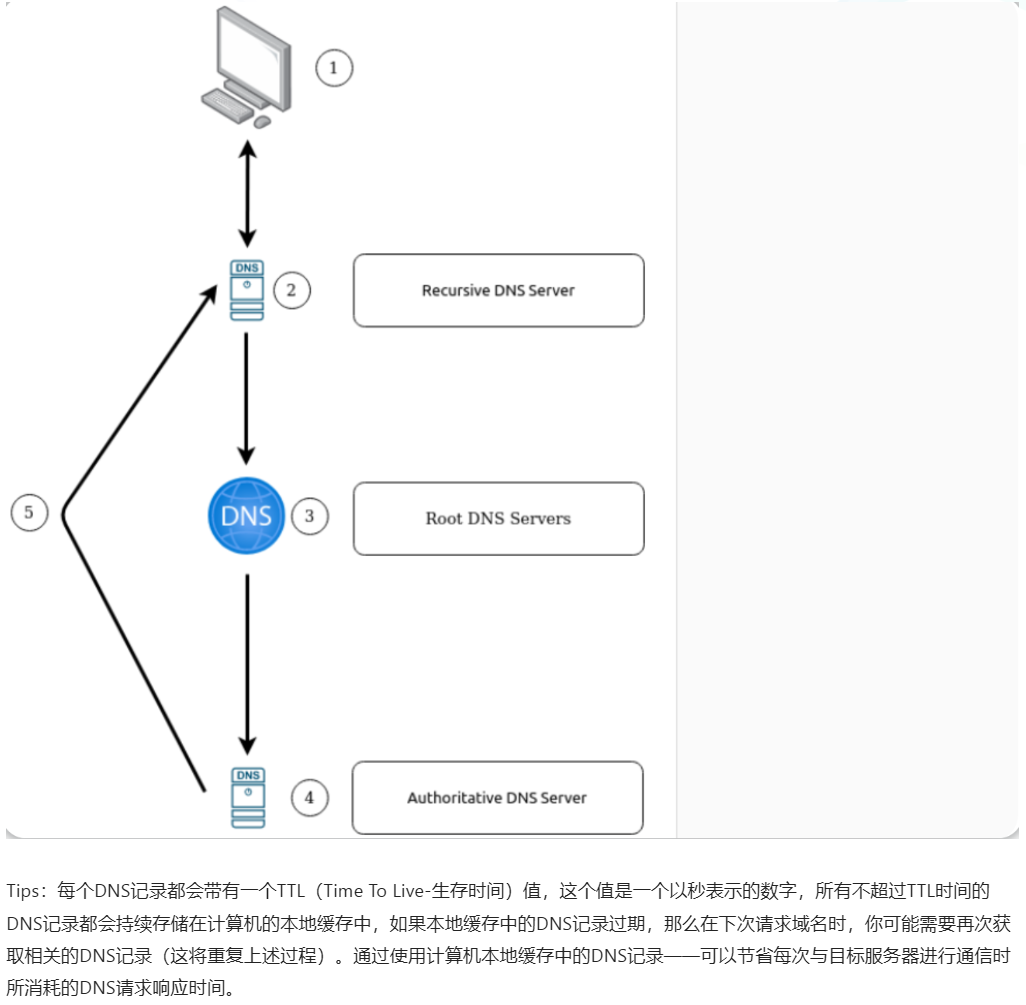 1
DNS
2
Recursive DNS Server
5
DNS
3
Root DNS Servers
DNS
4
Authoritative DNS Server
Tips：每个DNS记录都会带有一个TTL（Time To Live-生存时间）值，这个值是一个以秒表示的数字，所有不超过TTL时间的
DNS记录都会持续存储在计算机的本地缓存中，如果本地缓存中的DNS记录过期，那么在下次请求域名时，你可能需要再次获
取相关的DNS记录（这将重复上述过程）。通过使用计算机本地缓存中的DNS记录——可以节省每次与目标服务器进行通信时
所消耗的DNS请求响应时间。